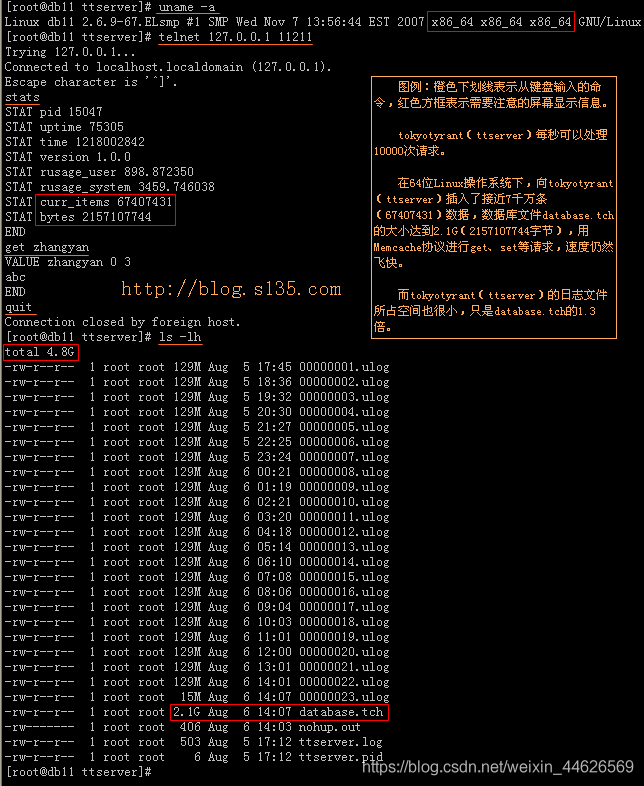 [root@db11 ttserver]# uname -a
Linux db11 2.6.9-67.ELsmp #1 SMP Wed Nov 7 13:56:44 EST 2007 x86_64 x86_64 x86_64 GNU/Linux
[root@db11 ttserver]# telnet 127.0.0.1 11211
Trying 127.0.0.1...
Connected to localhost.localdomain (127.0.0.1).
Escape character is '^]'.
stats
STAT pid 15047
STAT uptime 75305
STAT time 1218002842
STAT version 1.0.0
STAT rusage_user 898.872350
STAT rusage_system 3459.746038
STAT curr_items 67407431
STAT bytes 2157107744
END
get zhangyan
VALUE zhangyan 0 3
abc
END
quit
Connection closed by foreign host.
图例：橙色下划线表示从键盘输入的命
令，红色方框表示需要注意的屏幕显示信息。
tokyotyrant（ttserver）每秒可以处理
10000次请求。
在64位Linux操作系统下，向tokyotyrant
（ttserver）插入了接近7千万条
（67407431）数据，数据库文件database.tch
的大小达到2.1G（2157107744字节），用
Memcache协议进行get、set等请求，速度仍然
飞快。
而tokyotyrant（ttserver）的日志文件
所占空间也很小，只是database.tch的1.3
倍。
http://blog.s135.com
[root@db11 ttserver]# ls -lh
total 4.8G
-rw-r--r-- 1 root root 129M Aug 5 17:45 00000001.ulog
-rw-r--r-- 1 root root 129M Aug 5 18:36 00000002.ulog
-rw-r--r-- 1 root root 129M Aug 5 19:32 00000003.ulog
-rw-r--r-- 1 root root 129M Aug 5 20:30 00000004.ulog
-rw-r--r-- 1 root root 129M Aug 5 21:27 00000005.ulog
-rw-r--r-- 1 root root 129M Aug 5 22:25 00000006.ulog
-rw-r--r-- 1 root root 129M Aug 5 23:24 00000007.ulog
-rw-r--r-- 1 root root 129M Aug 6 00:21 00000008.ulog
-rw-r--r-- 1 root root 129M Aug 6 01:19 00000009.ulog
-rw-r--r-- 1 root root 129M Aug 6 02:21 00000010.ulog
-rw-r--r-- 1 root root 129M Aug 6 03:20 00000011.ulog
-rw-r--r-- 1 root root 129M Aug 6 04:18 00000012.ulog
-rw-r--r-- 1 root root 129M Aug 6 05:14 00000013.ulog
-rw-r--r-- 1 root root 129M Aug 6 06:10 00000014.ulog
-rw-r--r-- 1 root root 129M Aug 6 07:08 00000015.ulog
-rw-r--r-- 1 root root 129M Aug 6 08:06 00000016.ulog
-rw-r--r-- 1 root root 129M Aug 6 09:04 00000017.ulog
-rw-r--r-- 1 root root 129M Aug 6 10:03 00000018.ulog
-rw-r--r-- 1 root root 129M Aug 6 11:01 00000019.ulog
-rw-r--r-- 1 root root 129M Aug 6 12:00 00000020.ulog
-rw-r--r-- 1 root root 129M Aug 6 13:01 00000021.ulog
-rw-r--r-- 1 root root 129M Aug 6 14:01 00000022.ulog
-rw-r--r-- 1 root root 15M Aug 6 14:07 00000023.ulog
-rw-r--r-- 1 root root 2.1G Aug 6 14:07 database.tch
-rw------- 1 root root 406 Aug 6 14:03 nohup.out
-rw-r--r-- 1 root root 503 Aug 5 17:12 ttserver.log
-rw-r--r-- 1 root root 6 Aug 5 17:12 ttserver.pid
[root@db11 ttserver]#
https://blog.csdn.net/weixin_44626569